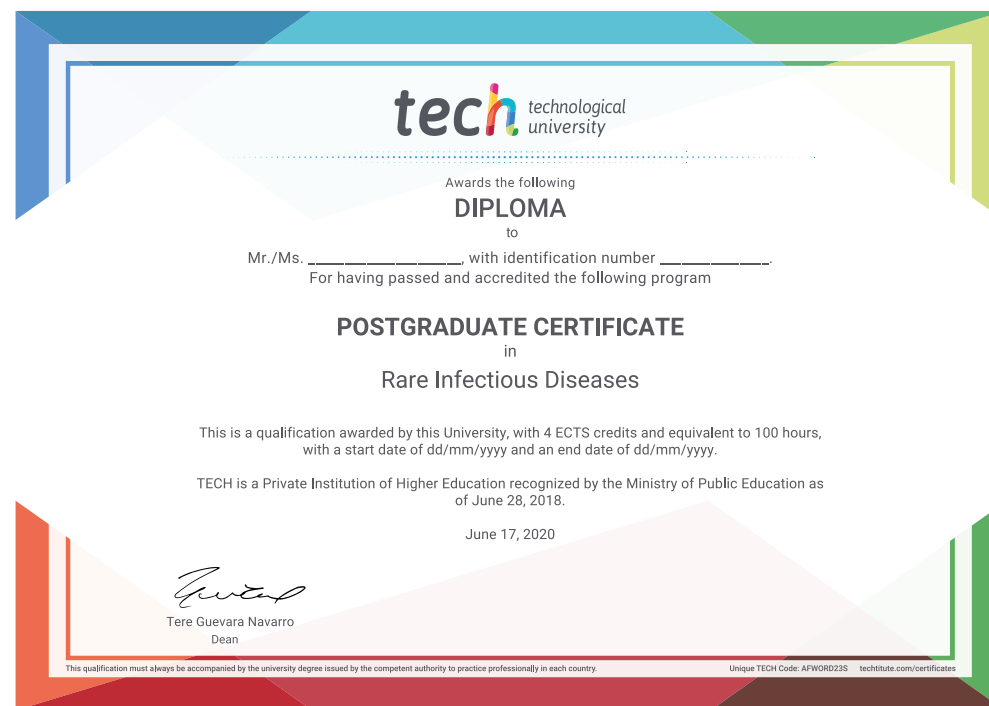 tech technological
university
Awards the following
DIPLOMA
to
Mr./Ms. ____________________, with identification number ______________.
For having passed and accredited the following program
POSTGRADUATE CERTIFICATE
in
Rare Infectious Diseases
This is a qualification awarded by this University, with 4 ECTS credits and equivalent to 100 hours,
with a start date of dd/mm/yyyy and an end date of dd/mm/yyyy.
TECH is a Private Institution of Higher Education recognized by the Ministry of Public Education as
of June 28, 2018.
June 17, 2020
Tere Guevara Navarro
Dean
This qualification must always be accompanied by the university degree issued by the competent authority to practice professionally in each country.
Unique TECH Code: AFWORD23S techtitute.com/certificates